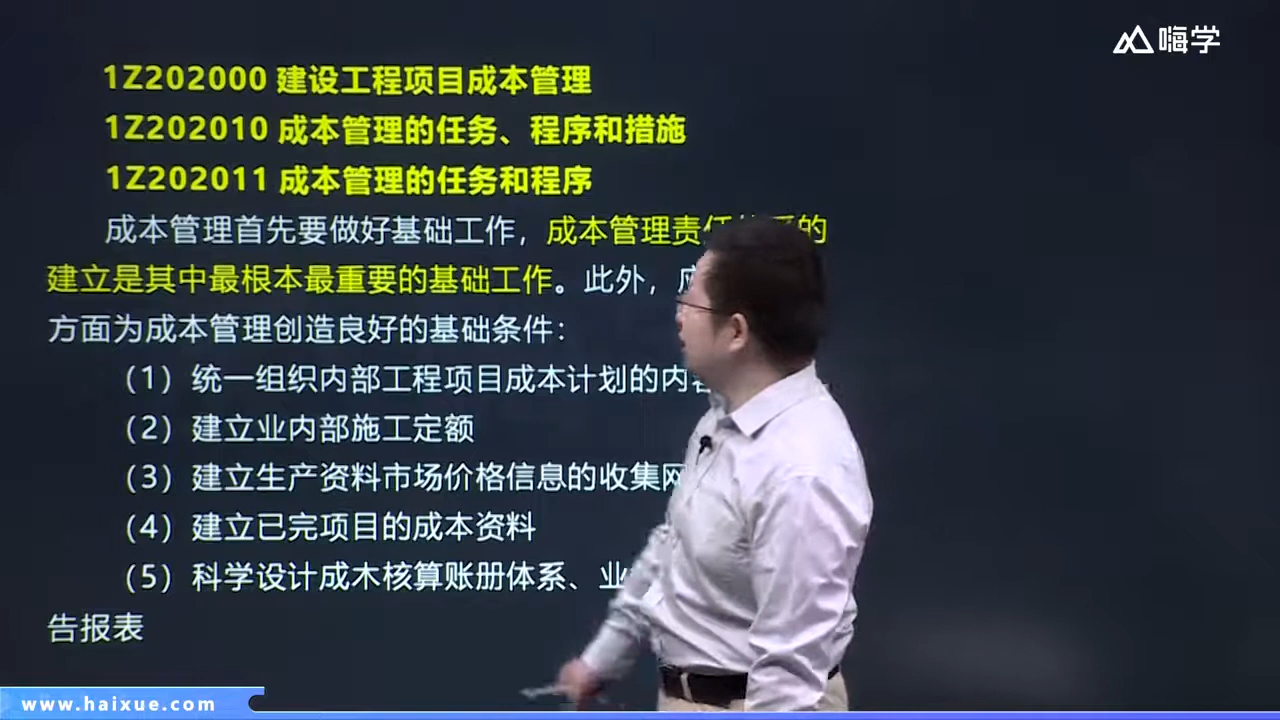 嗨学
1Z202000 建设工程项目成本管理
1Z202010 成本管理的任务、程序和措施
1Z202011 成本管理的任务和程序
成本管理首先要做好基础工作，成本管理责任 的
建立是其中最根本最重要的基础工作。此外，应
方面为成本管理创造良好的基础条件：
（1）统一组织内部工程项目成本计划的内容
（2）建立业内部施工定额
（3）建立生产资料市场价格信息的收集网
（4）建立已完项目的成本资料
（5）科学设计成木核算账册体系、业
告报表
www.haixue.com